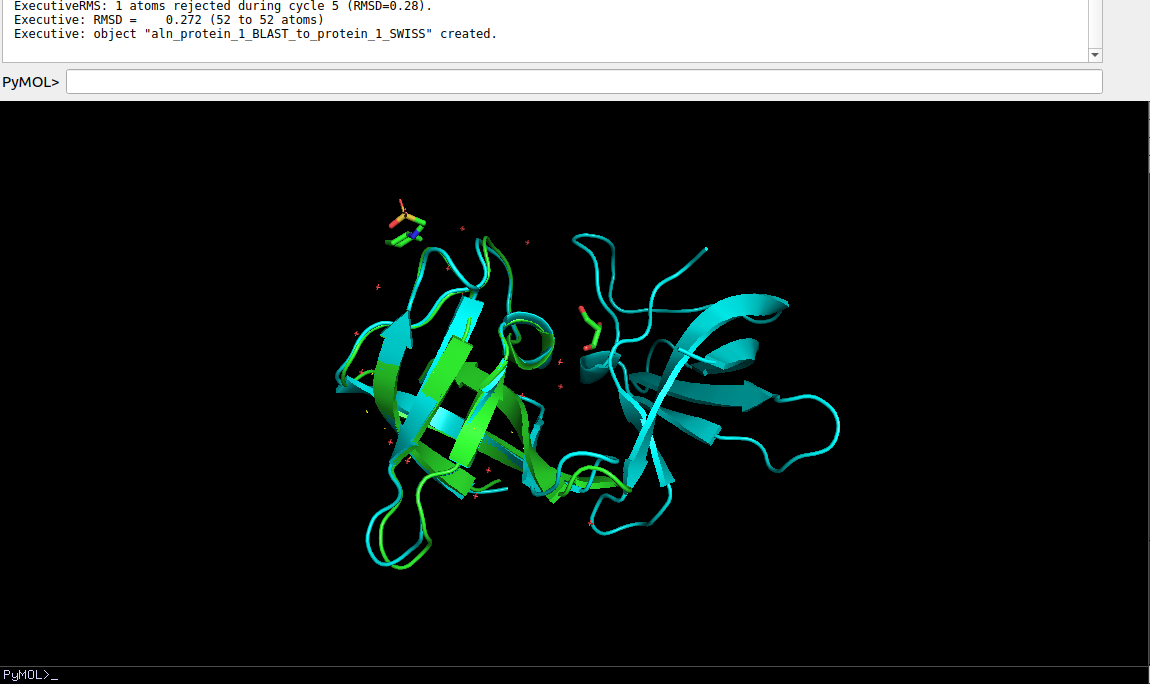 ExecutiveRMS: 1 atoms rejected during cycle 5 (RMSD=0.28).
Executive: RMSD =    0.272 (52 to 52 atoms)
Executive: object "aln_protein_1_BLAST_to_protein_1_SWISS" created.
PyMOL>
PyMOL>_